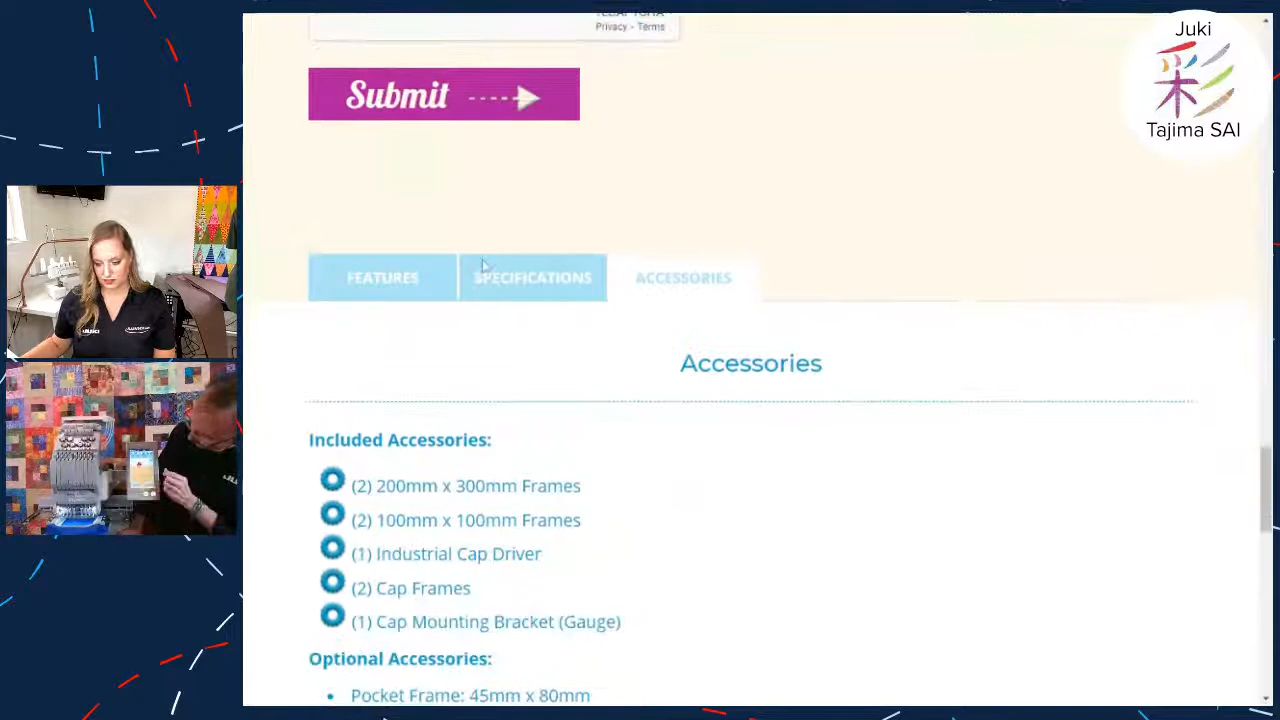 Privacy - Terms
Juki
彩
Tajima SAI
Submit
FEATURES
SPECIFICATIONS
ACCESSORIES
Accessories
Included Accessories:
(2) 200mm x 300mm Frames
(2) 100mm x 100mm Frames
(1) Industrial Cap Driver
(2) Cap Frames
(1) Cap Mounting Bracket (Gauge)
Optional Accessories:
• Pocket Frame: 45mm x 80mm